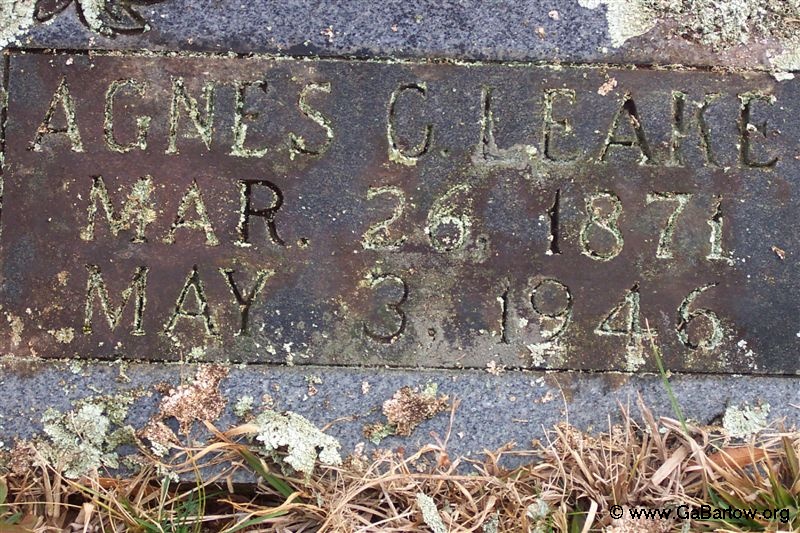 AGNES C. LEAKE
MAR. 26. 1871
MAY 3. 1946
© www.GaBartow.org